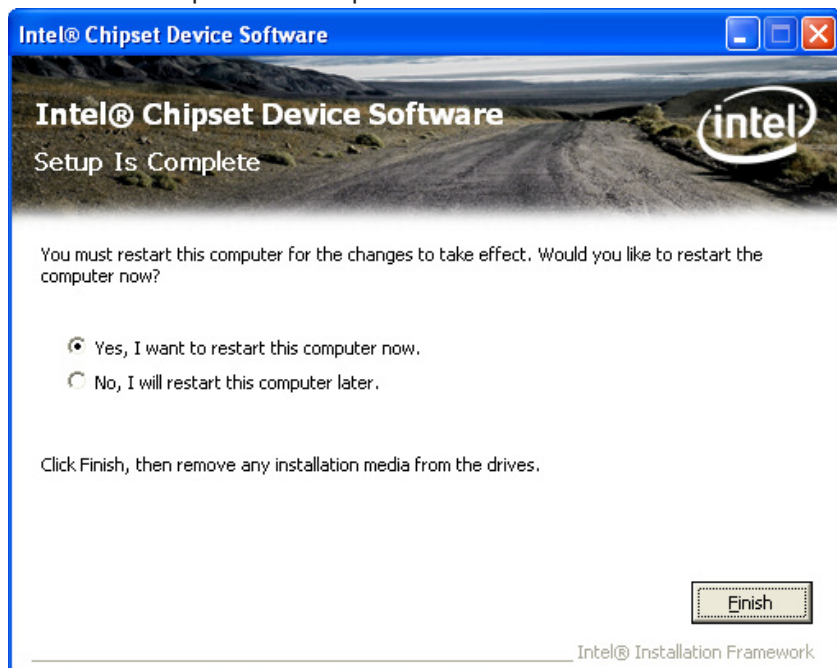 Intel® Chipset Device Software
Intel® Chipset Device Software
intel
Setup Is Complete
You must restart this computer for the changes to take effect. Would you like to restart the
computer now?
Yes, I want to restart this computer now.
No, I will restart this computer later.
Click Finish, then remove any installation media from the drives.
Finish
Intel® Installation Framework